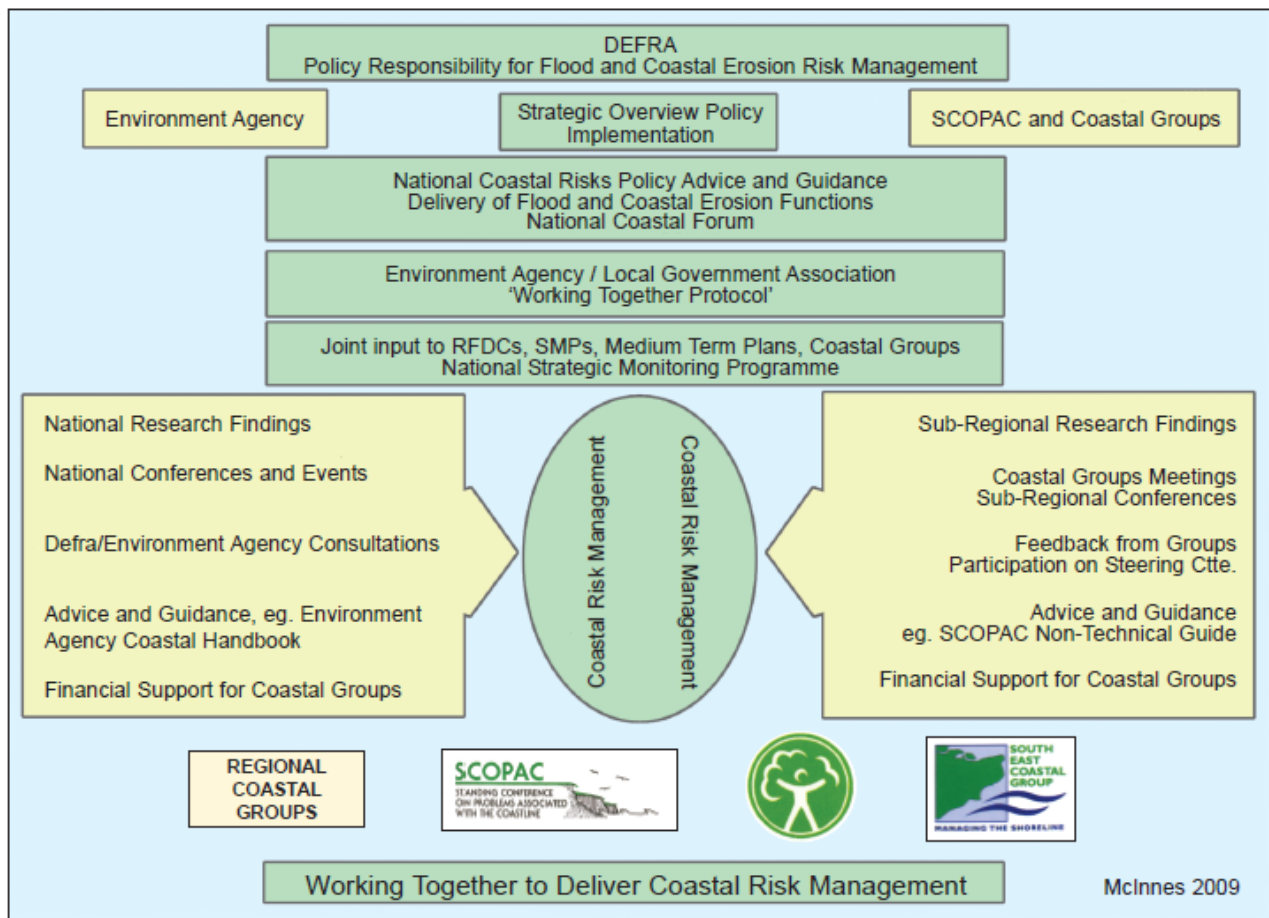 DEFRA
Policy Responsibility for Flood and Coastal Erosion Risk Management
Environment Agency
Strategic Overview Policy
Implementation
SCOPAC and Coastal Groups
National Coastal Risks Policy Advice and Guidance
Delivery of Flood and Coastal Erosion Functions
National Coastal Forum
Environment Agency / Local Government Association
‘Working Together Protocol’
Joint input to RFDCs, SMPs, Medium Term Plans, Coastal Groups
National Strategic Monitoring Programme
National Research Findings
National Conferences and Events
Defra/Environment Agency Consultations
Advice and Guidance, eg. Environment
Agency Coastal Handbook
Financial Support for Coastal Groups
Coastal Risk Management
Coastal Risk Management
Sub-Regional Research Findings
Coastal Groups Meetings
Sub-Regional Conferences
Feedback from Groups
Participation on Steering Ctte.
Advice and Guidance
eg. SCOPAC Non-Technical Guide
Financial Support for Coastal Groups
REGIONAL
COASTAL
GROUPS
SCOPAC
STANDING CONFERENCE
ON PROBLEMS ASSOCIATED
WITH THE COASTLINE
SOUTH
EAST
COASTAL
GROUP
MANAGING THE SHORELINE
Working Together to Deliver Coastal Risk Management
McInnes 2009